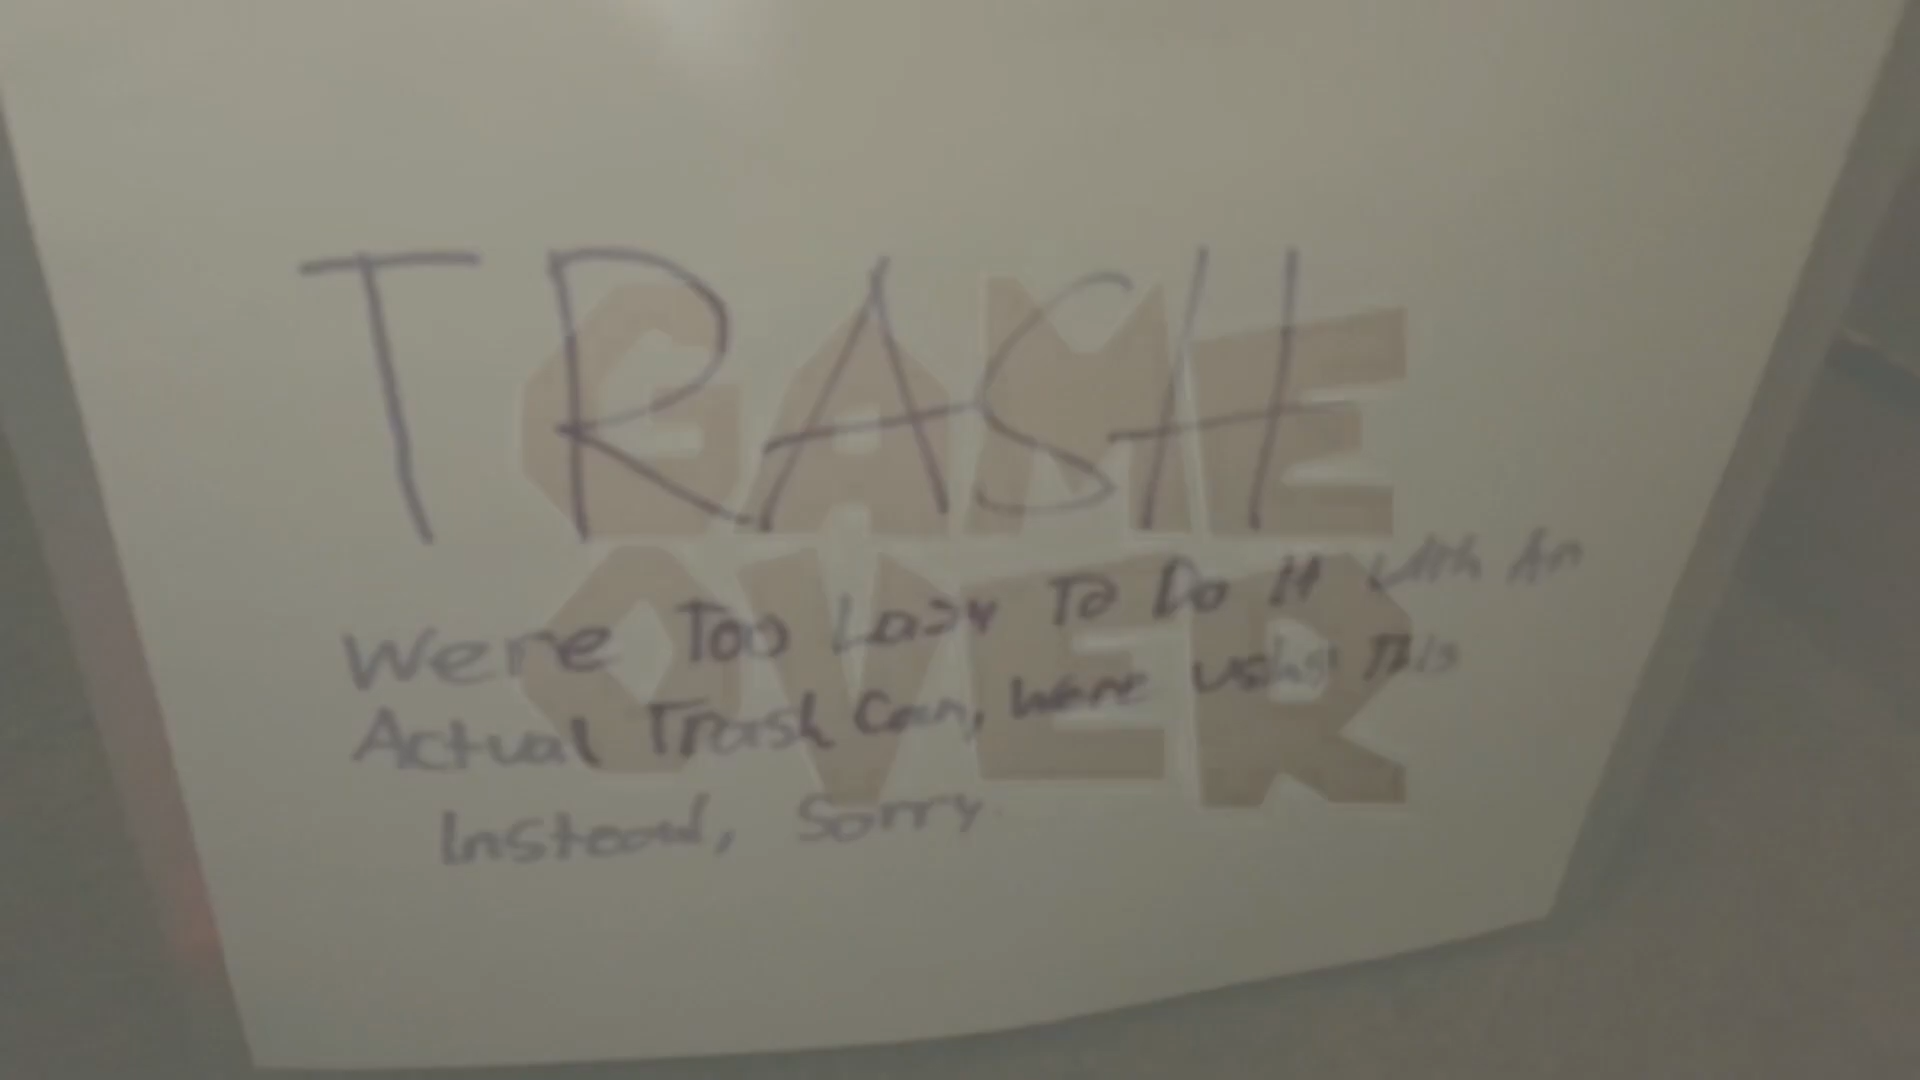 TRASH
GAME
OVER
Were Too Lazy To Do It With An
Actual Trash Can, Were using This
Instead, Sorry